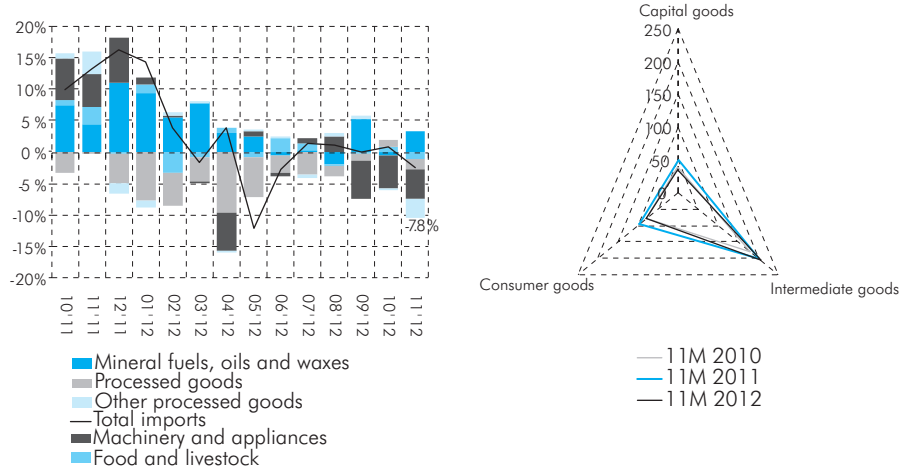 20%
15%
10%
5%
0%
-5%
-10%
-15%
-20%
-7.8%
10 '11
11 '11
12 '11
01 '12
02 '12
03 '12
04 '12
05 '12
06 '12
07 '12
08 '12
09 '12
10 '12
11 '12
Mineral fuels, oils and waxes
Processed goods
Other processed goods
Total imports
Machinery and appliances
Food and livestock
Capital goods
250
200
150
100
50
0
Consumer goods
Intermediate goods
11M 2010
11M 2011
11M 2012